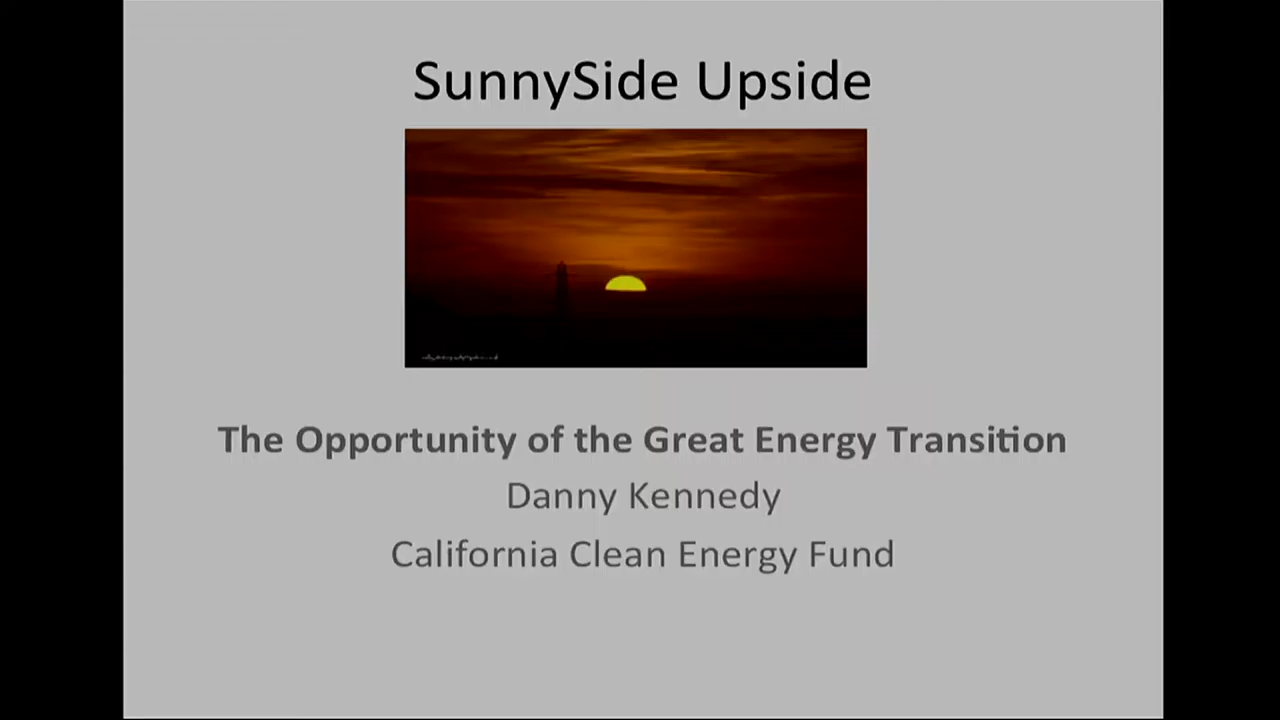 SunnySide Upside
The Opportunity of the Great Energy Transition
Danny Kennedy
California Clean Energy Fund